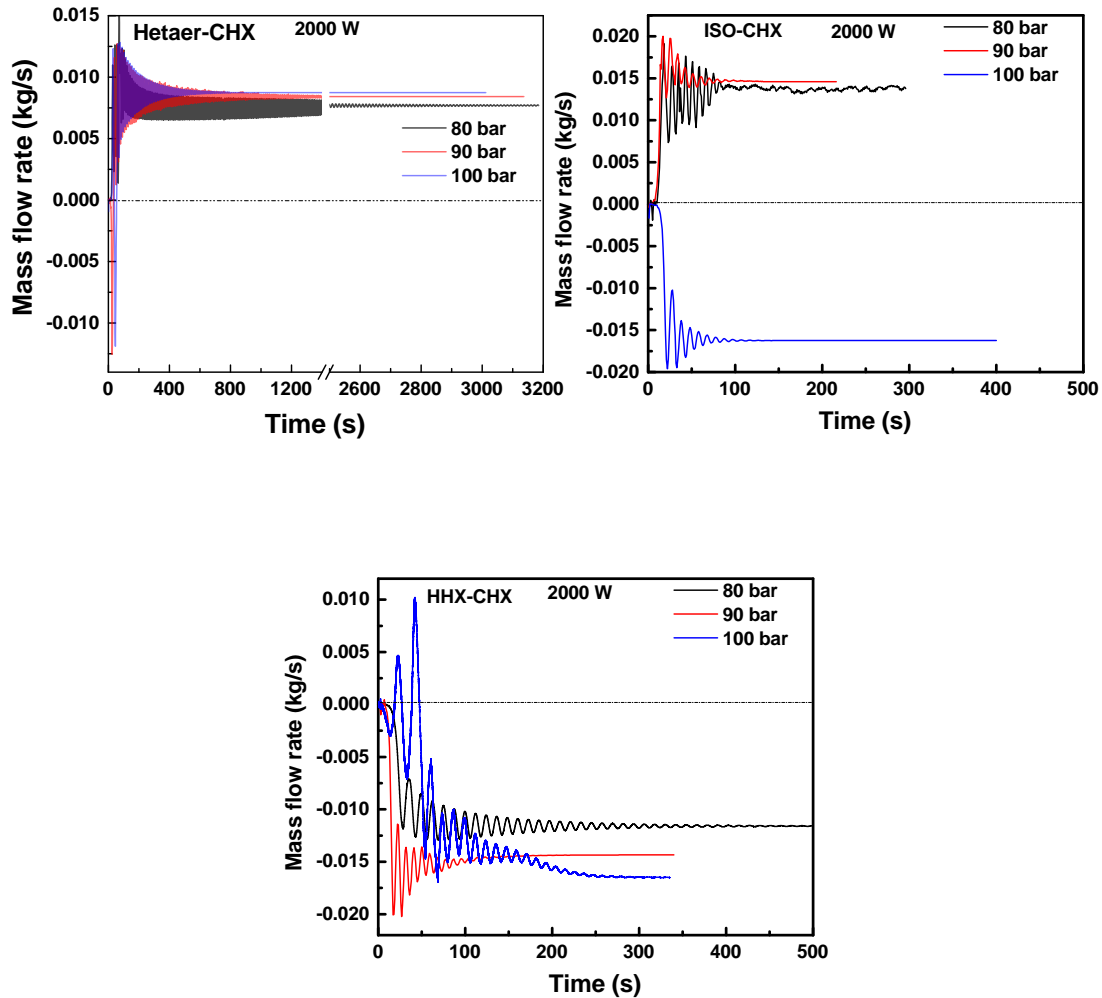 Hetaer-CHX 2000 W
0.015
0.010
0.005
0.000
-0.005
-0.010
Mass flow rate (kg/s)
80 bar
90 bar
100 bar
0 400 800 1200 2600 2800 3000 3200
Time (s)
ISO-CHX 2000 W
0.020
0.015
0.010
0.005
0.000
-0.005
-0.010
-0.015
-0.020
Mass flow rate (kg/s)
80 bar
90 bar
100 bar
0 100 200 300 400 500
Time (s)
HHX-CHX 2000 W
0.010
0.005
0.000
-0.005
-0.010
-0.015
-0.020
Mass flow rate (kg/s)
80 bar
90 bar
100 bar
0 100 200 300 400 500
Time (s)